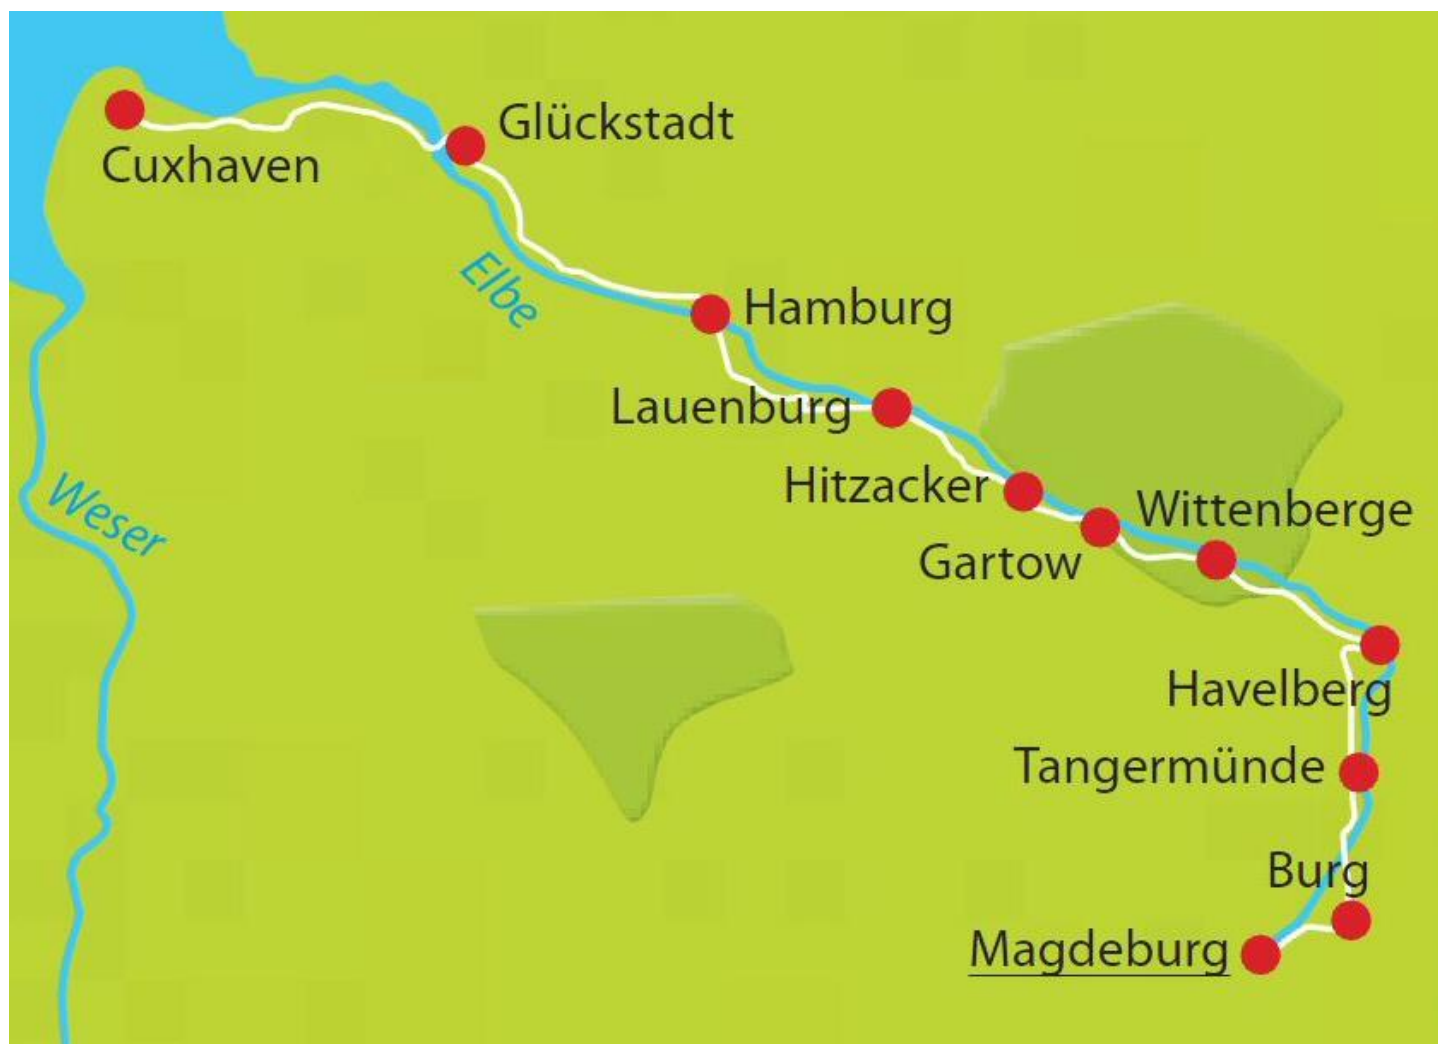 Glückstadt
Cuxhaven
Elbe
Hamburg
Lauenburg
Hitzacker
Wittenberge
Weser
Gartow
Havelberg
Tangermünde
Burg
Magdeburg